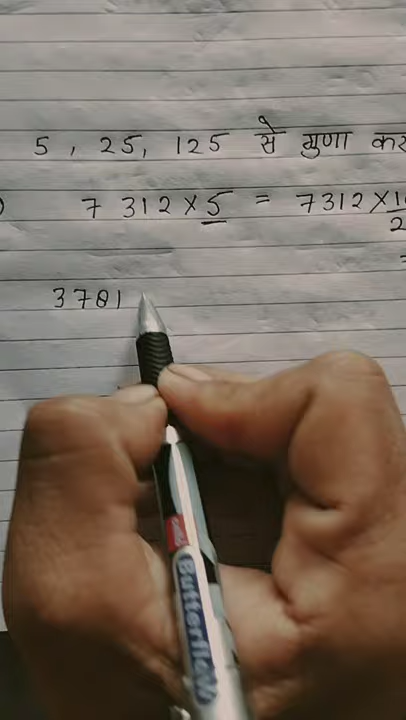 5 , 25, 125 से गुणा कर
7312 × 5 = 7312 × 1
2
3781
Butterflow